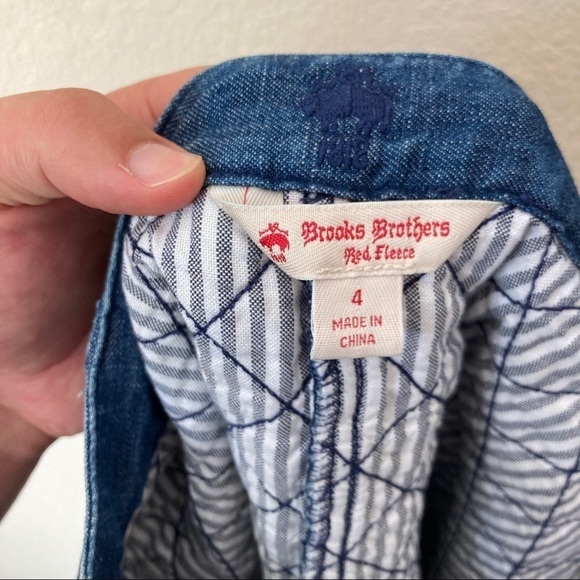 Brooks Brothers
Red Fleece
4
MADE IN
CHINA